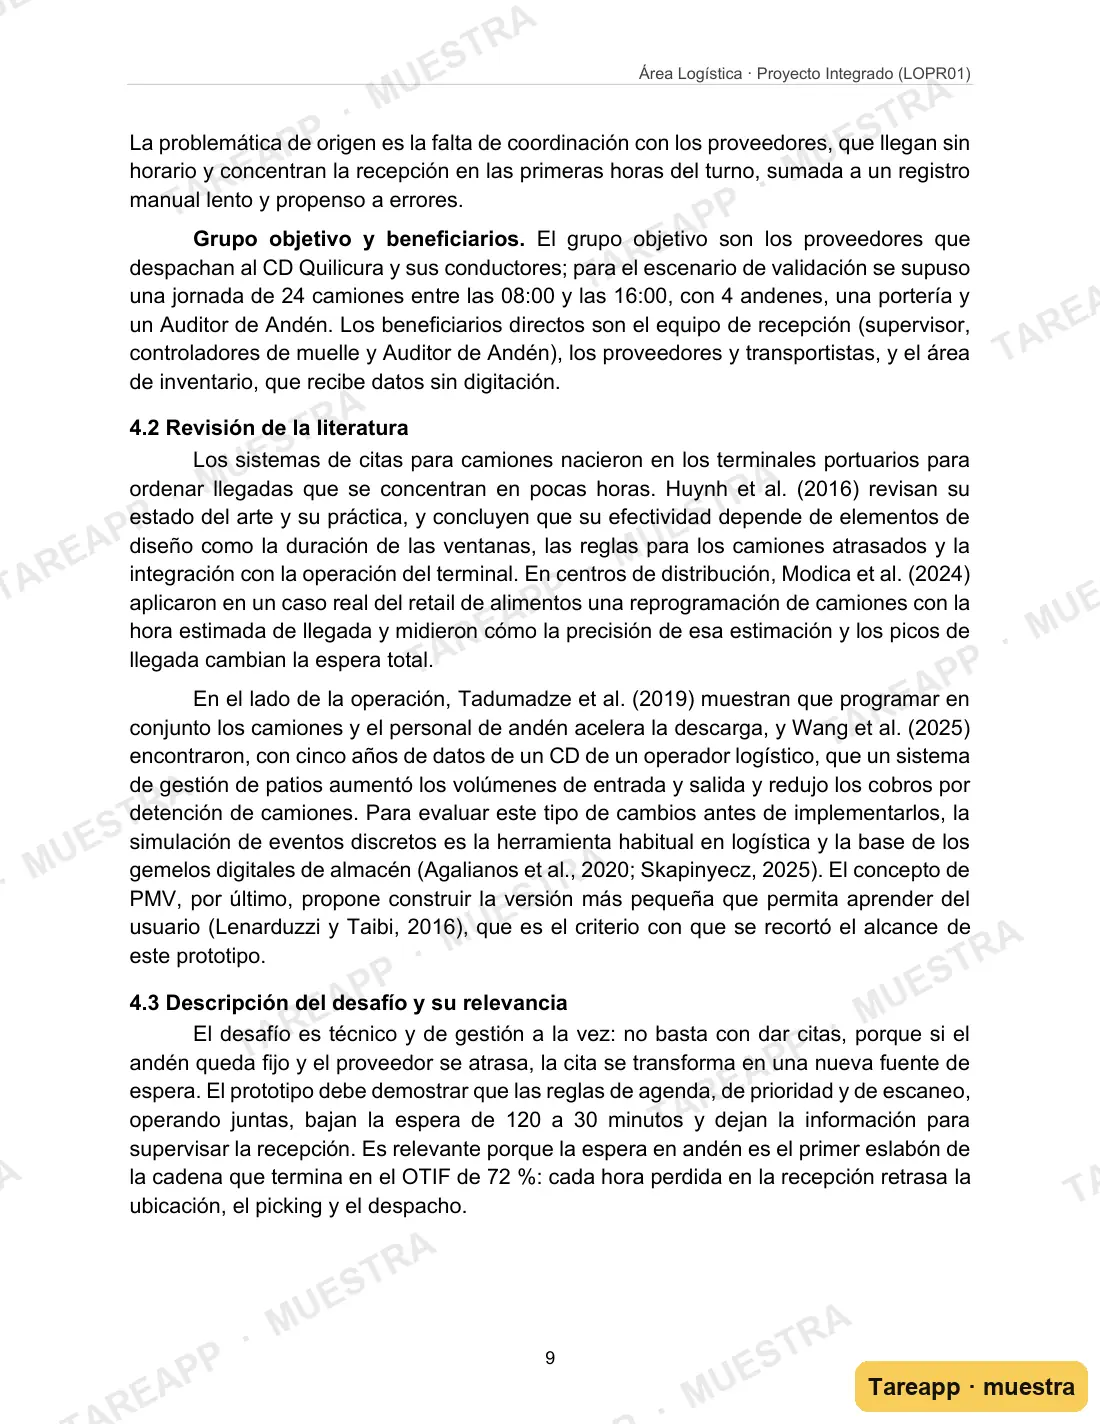 Área Logística · Proyecto Integrado (LOPR01)
La problemática de origen es la falta de coordinación con los proveedores, que llegan sin
horario y concentran la recepción en las primeras horas del turno, sumada a un registro
manual lento y propenso a errores.
Grupo objetivo y beneficiarios. El grupo objetivo son los proveedores que
despachan al CD Quilicura y sus conductores; para el escenario de validación se supuso
una jornada de 24 camiones entre las 08:00 y las 16:00, con 4 andenes, una portería y
un Auditor de Andén. Los beneficiarios directos son el equipo de recepción (supervisor,
controladores de muelle y Auditor de Andén), los proveedores y transportistas, y el área
de inventario, que recibe datos sin digitación.
4.2 Revisión de la literatura
Los sistemas de citas para camiones nacieron en los terminales portuarios para
ordenar llegadas que se concentran en pocas horas. Huynh et al. (2016) revisan su
estado del arte y su práctica, y concluyen que su efectividad depende de elementos de
diseño como la duración de las ventanas, las reglas para los camiones atrasados y la
integración con la operación del terminal. En centros de distribución, Modica et al. (2024)
aplicaron en un caso real del retail de alimentos una reprogramación de camiones con la
hora estimada de llegada y midieron cómo la precisión de esa estimación y los picos de
llegada cambian la espera total.
En el lado de la operación, Tadumadze et al. (2019) muestran que programar en
conjunto los camiones y el personal de andén acelera la descarga, y Wang et al. (2025)
encontraron, con cinco años de datos de un CD de un operador logístico, que un sistema
de gestión de patios aumentó los volúmenes de entrada y salida y redujo los cobros por
detención de camiones. Para evaluar este tipo de cambios antes de implementarlos, la
simulación de eventos discretos es la herramienta habitual en logística y la base de los
gemelos digitales de almacén (Agalianos et al., 2020; Skapinyecz, 2025). El concepto de
PMV, por último, propone construir la versión más pequeña que permita aprender del
usuario (Lenarduzzi y Taibi, 2016), que es el criterio con que se recortó el alcance de
este prototipo.
4.3 Descripción del desafío y su relevancia
El desafío es técnico y de gestión a la vez: no basta con dar citas, porque si el
andén queda fijo y el proveedor se atrasa, la cita se transforma en una nueva fuente de
espera. El prototipo debe demostrar que las reglas de agenda, de prioridad y de escaneo,
operando juntas, bajan la espera de 120 a 30 minutos y dejan la información para
supervisar la recepción. Es relevante porque la espera en andén es el primer eslabón de
la cadena que termina en el OTIF de 72 %: cada hora perdida en la recepción retrasa la
ubicación, el picking y el despacho.
9
Tareapp · muestra
TAREAPP · MUESTRA
TAREAPP · MUESTRA
TAREAPP · MUESTRA
TAREAPP · MUESTRA
TAREAPP · MUESTRA
TAREAPP · MUESTRA
TAREAPP · MUESTRA
TAREAPP · MUESTRA